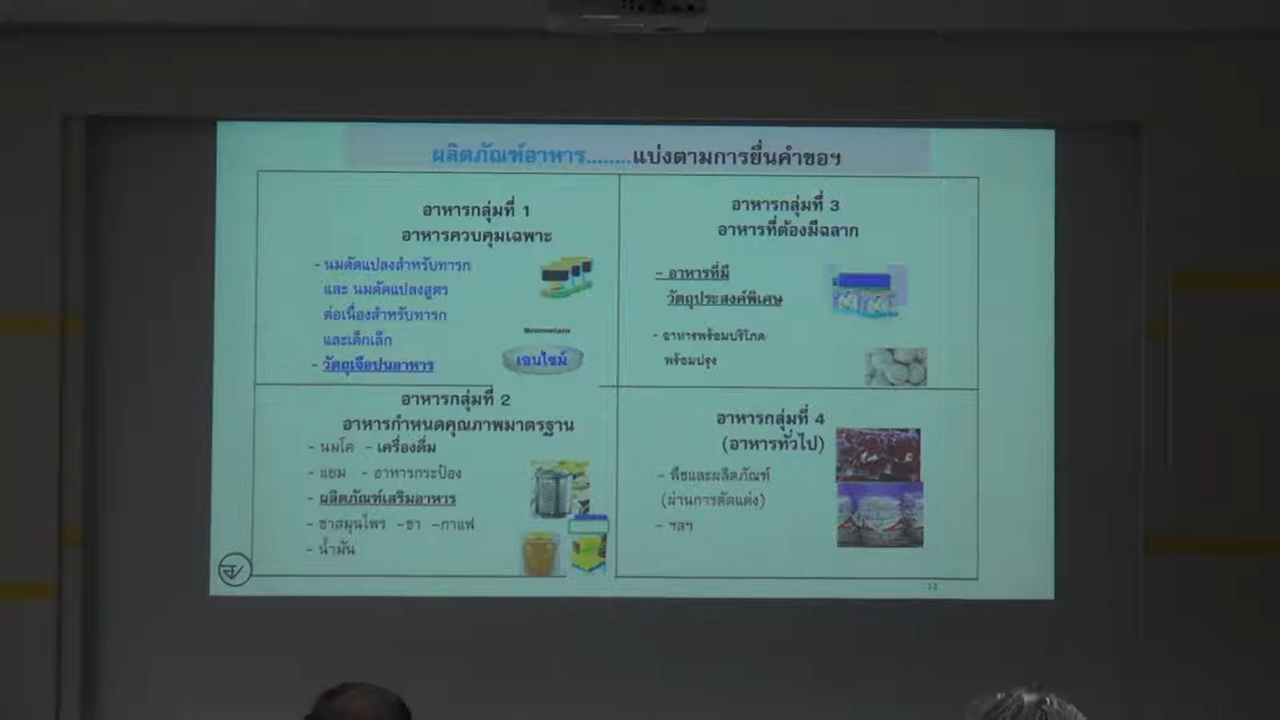 ผลิตภัณฑ์อาหาร........แบ่งตามการยื่นคำขอฯ
อาหารกลุ่มที่ 1
อาหารควบคุมเฉพาะ
- นมดัดแปลงสำหรับทารก
และ นมดัดแปลงสูตร
ต่อเนื่องสำหรับทารก
และเด็กเล็ก
- วัตถุเจือปนอาหาร
Bromelain
เอนไซม์
อาหารกลุ่มที่ 2
อาหารกำหนดคุณภาพมาตรฐาน
- นมโค - เครื่องดื่ม
- แยม - อาหารกระป๋อง
- ผลิตภัณฑ์เสริมอาหาร
- ชาสมุนไพร -ชา -กาแฟ
- น้ำมัน
อาหารกลุ่มที่ 3
อาหารที่ต้องมีฉลาก
- อาหารที่มี
วัตถุประสงค์พิเศษ
- อาหารพร้อมบริโภค
พร้อมปรุง
อาหารกลุ่มที่ 4
(อาหารทั่วไป)
- พืชและผลิตภัณฑ์
(ผ่านการตัดแต่ง)
- ฯลฯ